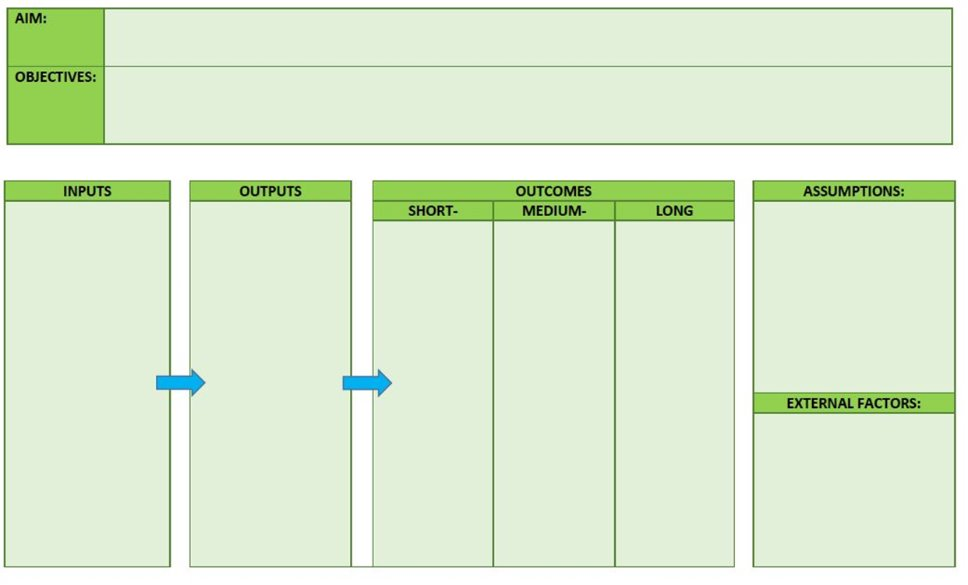 AIM:
OBJECTIVES:
INPUTS
OUTPUTS
OUTCOMES
SHORT-
MEDIUM-
LONG
ASSUMPTIONS:
EXTERNAL FACTORS: